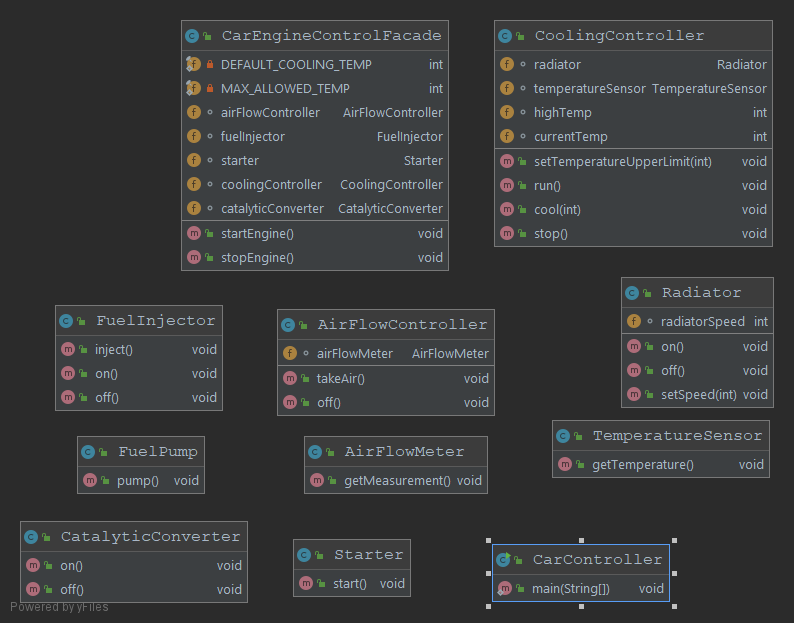 CarEngineControlFacade
DEFAULT_COOLING_TEMP int
MAX_ALLOWED_TEMP int
airFlowController AirFlowController
fuelInjector FuelInjector
starter Starter
coolingController CoolingController
catalyticConverter CatalyticConverter
startEngine() void
stopEngine() void
CoolingController
radiator Radiator
temperatureSensor TemperatureSensor
highTemp int
currentTemp int
setTemperatureUpperLimit(int) void
run() void
cool(int) void
stop() void
FuelInjector
inject() void
on() void
off() void
AirFlowController
airFlowMeter AirFlowMeter
takeAir() void
off() void
Radiator
radiatorSpeed int
on() void
off() void
setSpeed(int) void
FuelPump
pump() void
AirFlowMeter
getMeasurement() void
TemperatureSensor
getTemperature() void
CatalyticConverter
on() void
off() void
Starter
start() void
CarController
main(String[]) void
Powered by yFiles